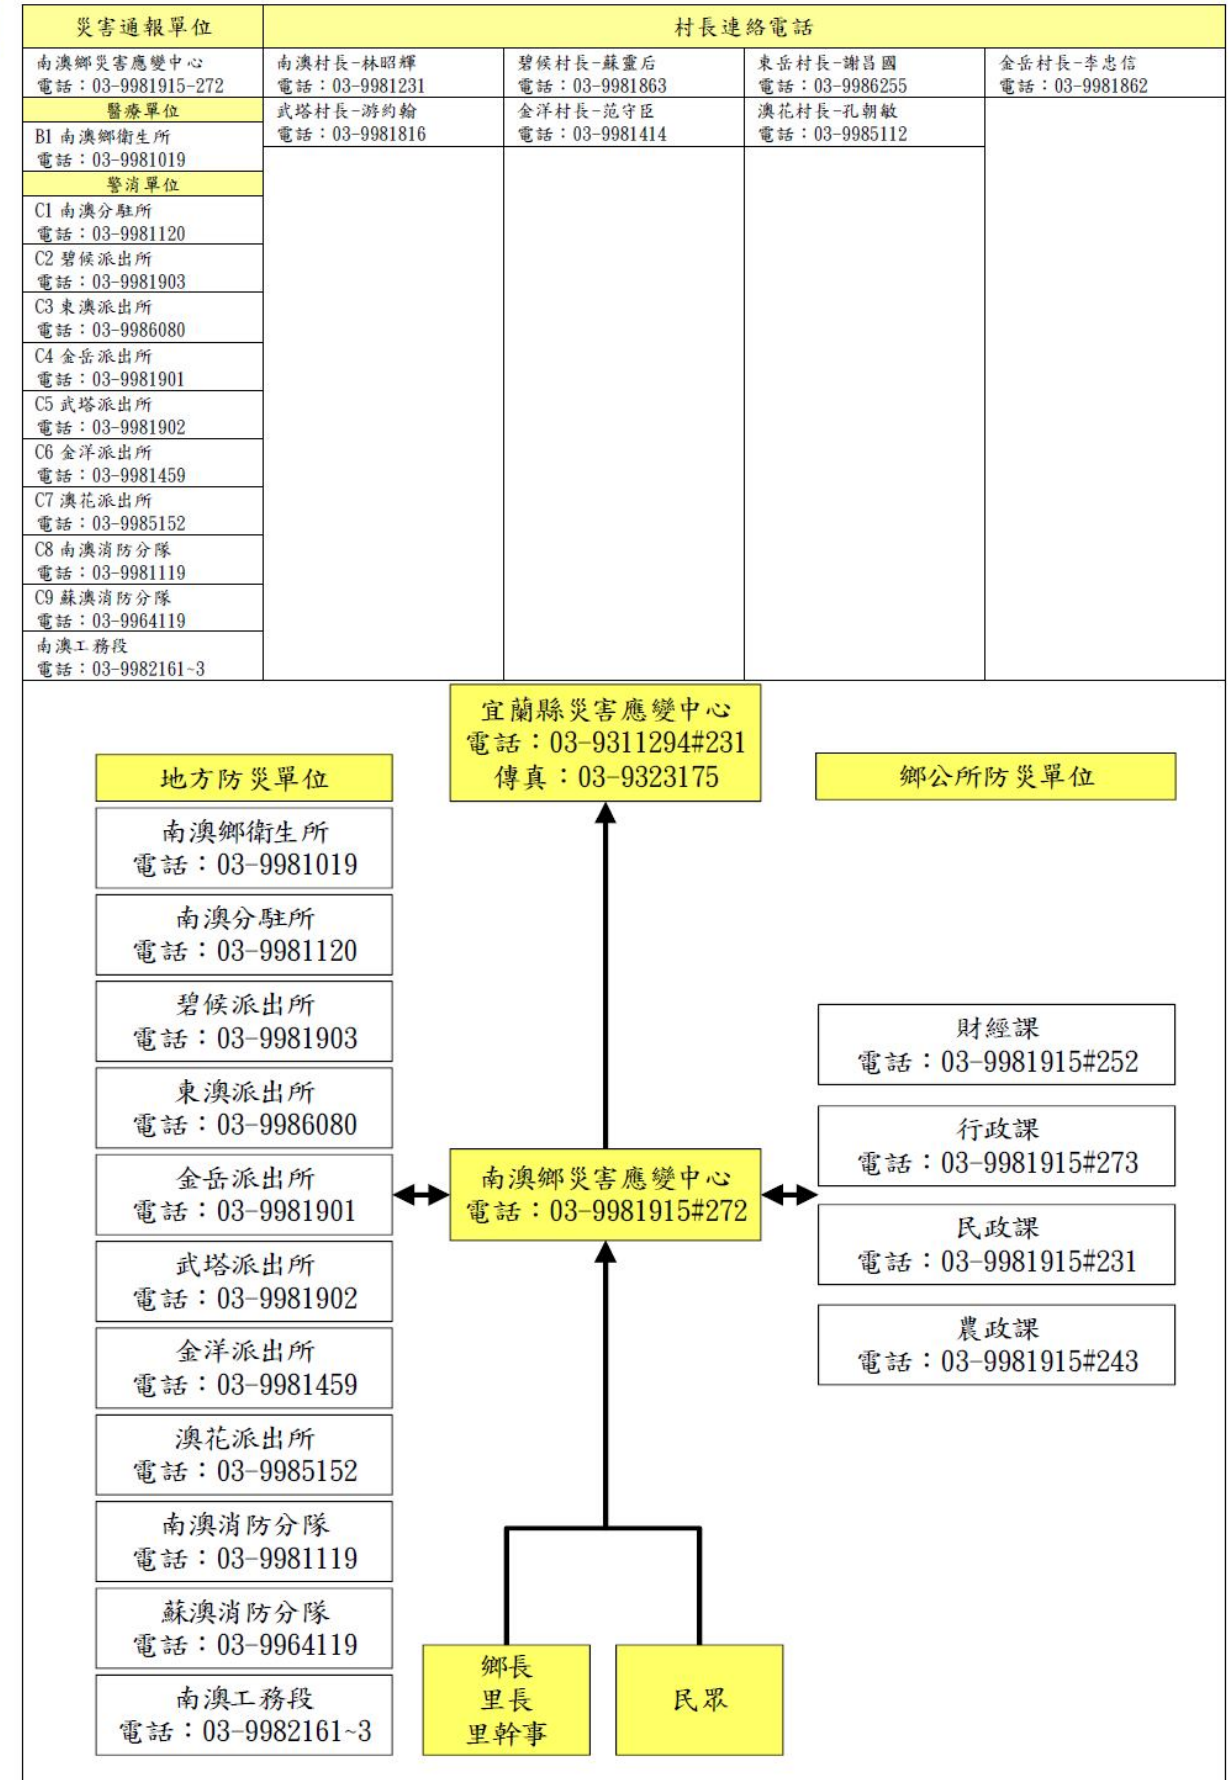 災害通報單位
村長連絡電話
南澳鄉災害應變中心
電話：03-9981915-272
南澳村長-林昭輝
電話：03-9981231
碧候村長-蘇靈后
電話：03-9981863
東岳村長-謝昌國
電話：03-9986255
金岳村長-李忠信
電話：03-9981862
醫療單位
武塔村長-游約翰
電話：03-9981816
金洋村長-范守臣
電話：03-9981414
澳花村長-孔朝敏
電話：03-9985112
B1 南澳鄉衛生所
電話：03-9981019
警消單位
C1 南澳分駐所
電話：03-9981120
C2 碧候派出所
電話：03-9981903
C3 東澳派出所
電話：03-9986080
C4 金岳派出所
電話：03-9981901
C5 武塔派出所
電話：03-9981902
C6 金洋派出所
電話：03-9981459
C7 澳花派出所
電話：03-9985152
C8 南澳消防分隊
電話：03-9981119
C9 蘇澳消防分隊
電話：03-9964119
南澳工務段
電話：03-9982161~3
宜蘭縣災害應變中心
電話：03-9311294#231
傳真：03-9323175
地方防災單位
南澳鄉衛生所
電話：03-9981019
南澳分駐所
電話：03-9981120
碧候派出所
電話：03-9981903
東澳派出所
電話：03-9986080
金岳派出所
電話：03-9981901
武塔派出所
電話：03-9981902
金洋派出所
電話：03-9981459
澳花派出所
電話：03-9985152
南澳消防分隊
電話：03-9981119
蘇澳消防分隊
電話：03-9964119
南澳工務段
電話：03-9982161~3
南澳鄉災害應變中心
電話：03-9981915#272
鄉長
里長
里幹事
民眾
鄉公所防災單位
財經課
電話：03-9981915#252
行政課
電話：03-9981915#273
民政課
電話：03-9981915#231
農政課
電話：03-9981915#243